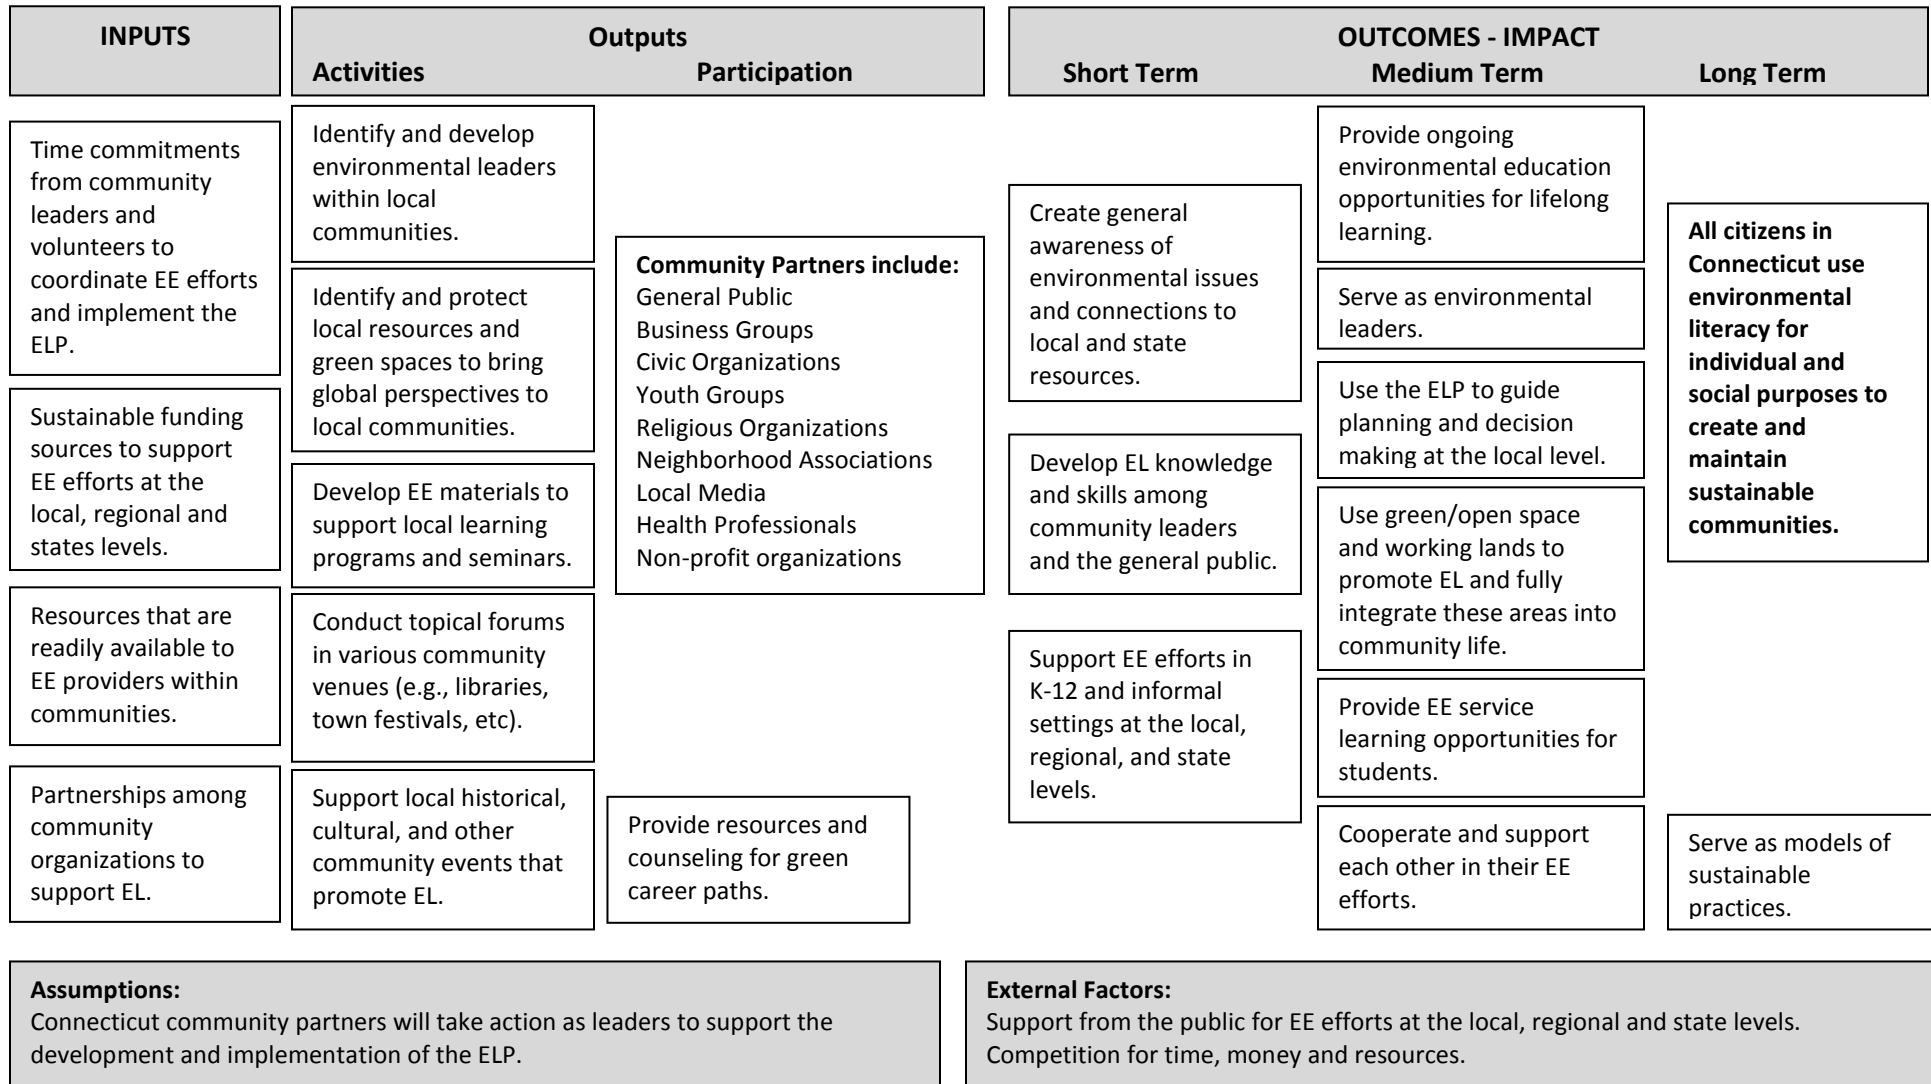 INPUTS
Outputs
Activities
Participation
OUTCOMES - IMPACT
Short Term
Medium Term
Long Term
Time commitments
from community
leaders and
volunteers to
coordinate EE efforts
and implement the
ELP.
Sustainable funding
sources to support
EE efforts at the
local, regional and
states levels.
Resources that are
readily available to
EE providers within
communities.
Partnerships among
community
organizations to
support EL.
Identify and develop
environmental leaders
within local
communities.
Identify and protect
local resources and
green spaces to bring
global perspectives to
local communities.
Develop EE materials to
support local learning
programs and seminars.
Conduct topical forums
in various community
venues (e.g., libraries,
town festivals, etc).
Support local historical,
cultural, and other
community events that
promote EL.
Community Partners include:
General Public
Business Groups
Civic Organizations
Youth Groups
Religious Organizations
Neighborhood Associations
Local Media
Health Professionals
Non-profit organizations
Provide resources and
counseling for green
career paths.
Create general
awareness of
environmental issues
and connections to
local and state
resources.
Develop EL knowledge
and skills among
community leaders
and the general public.
Support EE efforts in
K-12 and informal
settings at the local,
regional, and state
levels.
Provide ongoing
environmental education
opportunities for lifelong
learning.
Serve as environmental
leaders.
Use the ELP to guide
planning and decision
making at the local level.
Use green/open space
and working lands to
promote EL and fully
integrate these areas into
community life.
Provide EE service
learning opportunities for
students.
Cooperate and support
each other in their EE
efforts.
All citizens in
Connecticut use
environmental
literacy for
individual and
social purposes to
create and
maintain
sustainable
communities.
Serve as models of
sustainable
practices.
Assumptions:
Connecticut community partners will take action as leaders to support the
development and implementation of the ELP.
External Factors:
Support from the public for EE efforts at the local, regional and state levels.
Competition for time, money and resources.